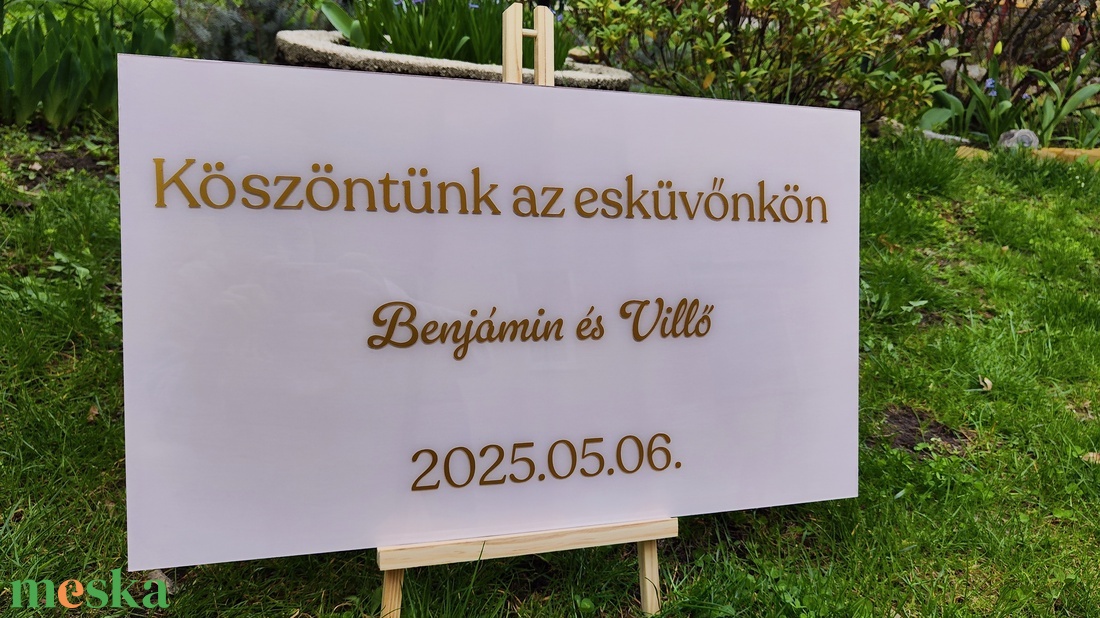 Köszöntünk az esküvőnkön
Benjámin és Villő
2025.05.06.
meska